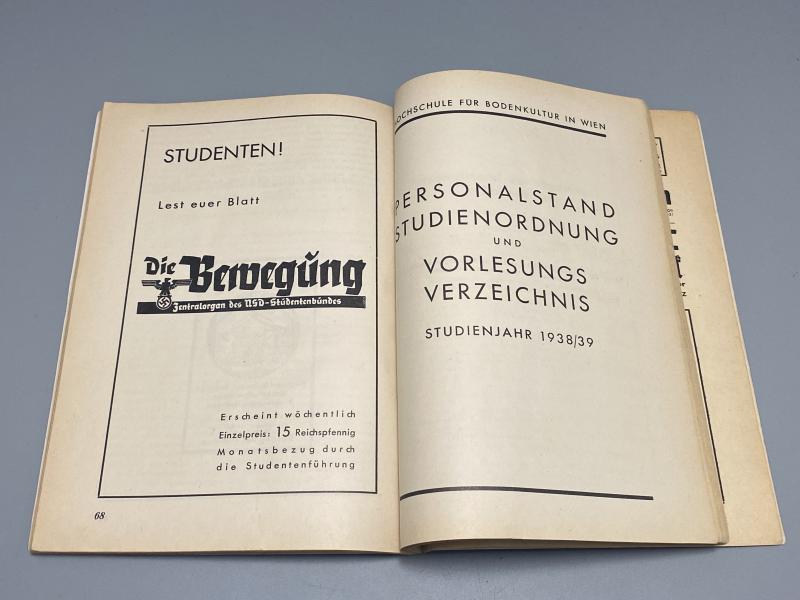 STUDENTEN!
Lest euer Blatt
Die Bewegung
Zentralorgan des NSD-Studentenbundes
Erscheint wöchentlich
Einzelpreis: 15 Reichspfennig
Monatsbezug durch
die Studentenführung
68
HOCHSCHULE FÜR BODENKULTUR IN WIEN
PERSONALSTAND
STUDIENORDNUNG
UND
VORLESUNGS
VERZEICHNIS
STUDIENJAHR 1938/39